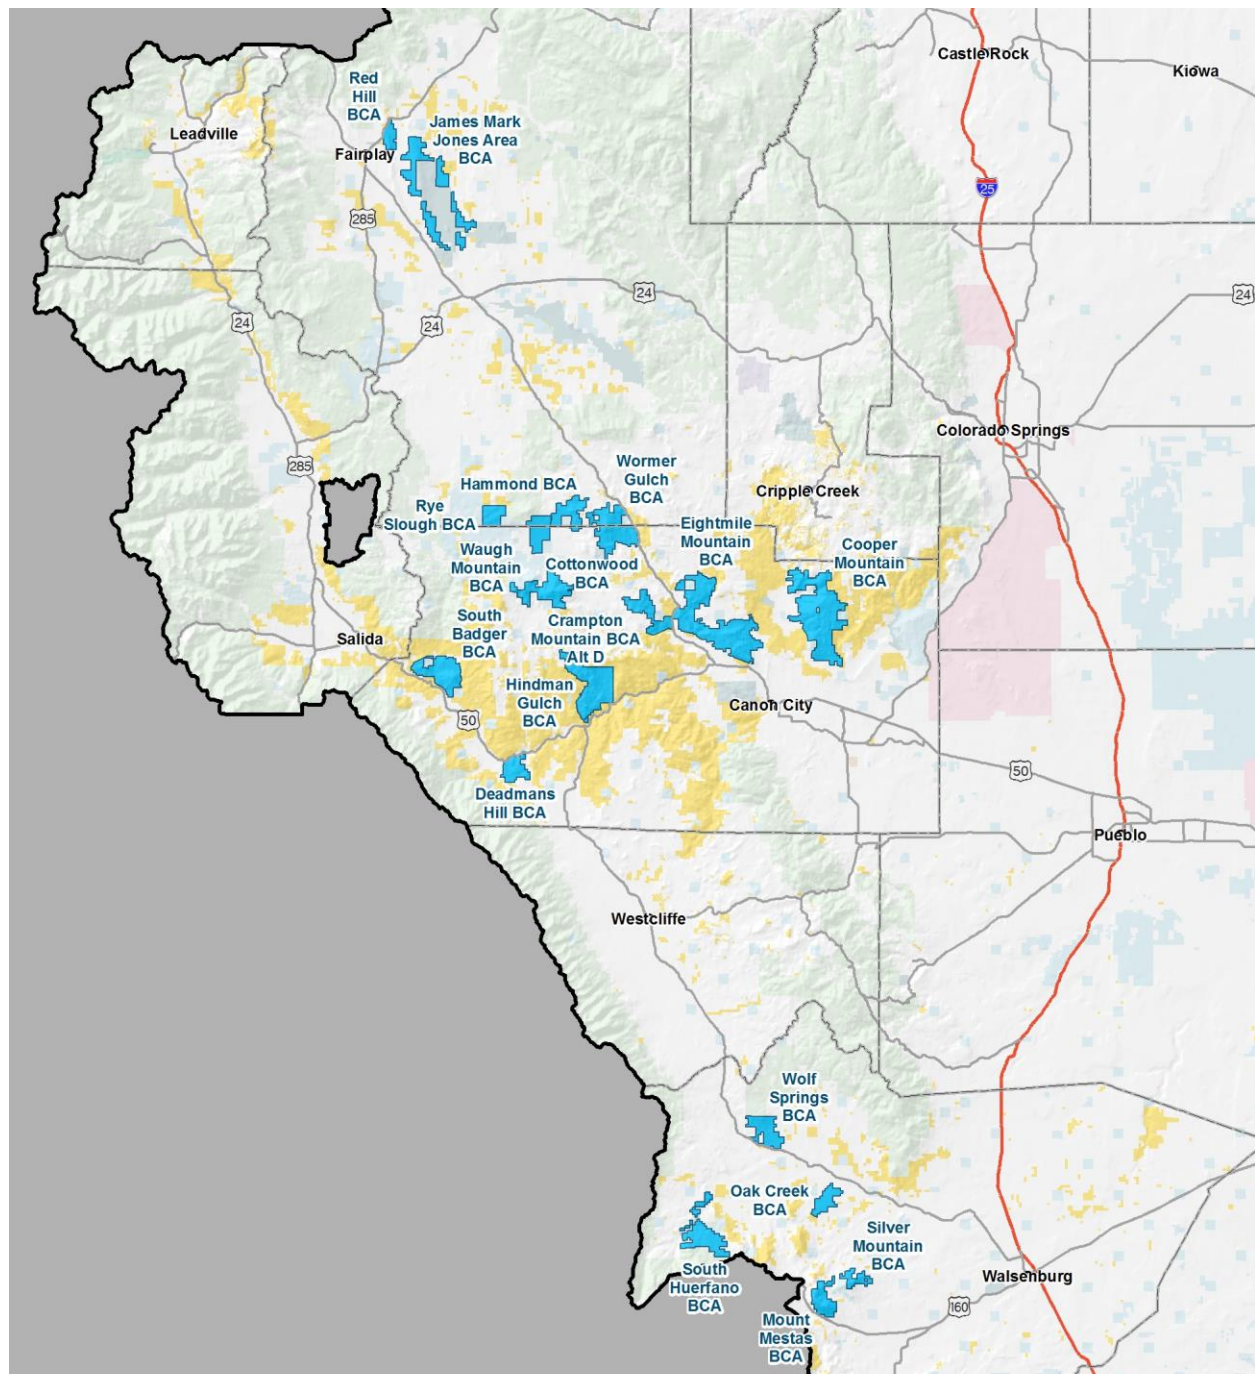 Castle Rock
Kiowa
Red
Hill
BCA
James Mark
Jones Area
BCA
Leadville
Fairplay
25
285
24
24
24
24
Colorado Springs
285
Wormer
Gulch
BCA
Hammond BCA
Cripple Creek
Rye
Slough BCA
Eightmile
Mountain
BCA
Waugh
Mountain
BCA
Cottonwood
BCA
Cooper
Mountain
BCA
South
Badger
BCA
Crampton
Mountain BCA
Alt D
Salida
Hindman
Gulch
BCA
Canon City
50
50
Deadmans
Hill BCA
Pueblo
Westcliffe
Wolf
Springs
BCA
Oak Creek
BCA
Silver
Mountain
BCA
South
Huerfano
BCA
Walsenburg
160
Mount
Mestas
BCA